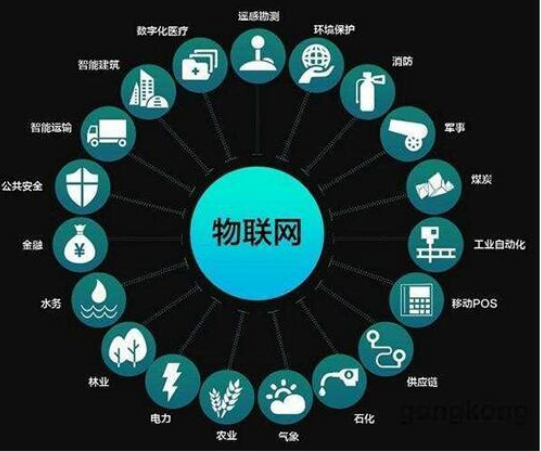 遥感勘测
环境保护
消防
军事
煤炭
工业自动化
移动POS
供应链
石化
气象
农业
电力
林业
水务
金融
公共安全
智能运输
智能建筑
数字化医疗
物联网
¥
gongkong